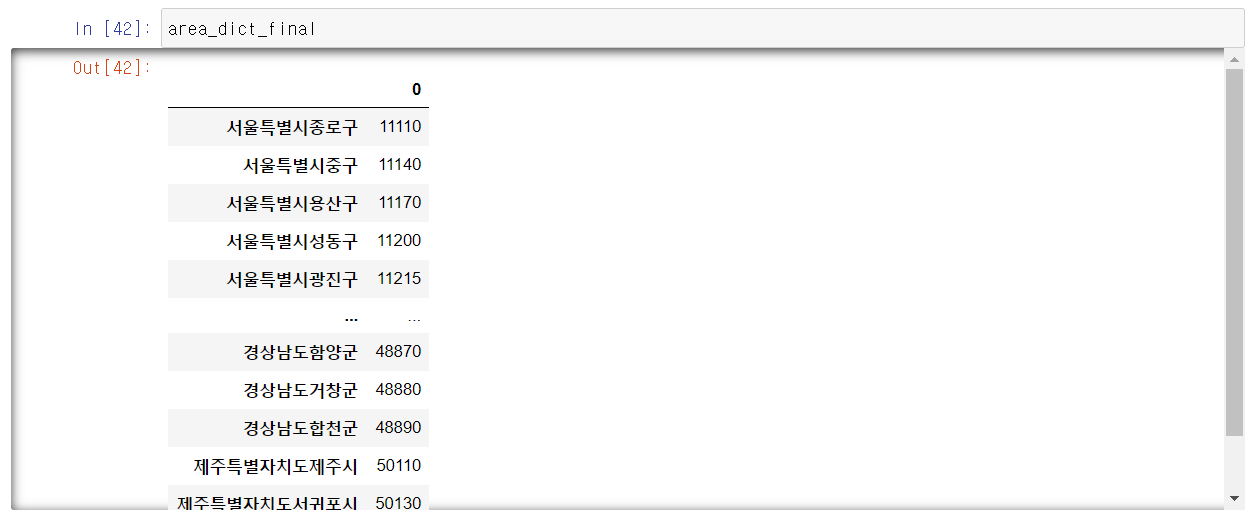 In [42]: area_dict_final
Out[42]:
0
서울특별시종로구 11110
서울특별시중구 11140
서울특별시용산구 11170
서울특별시성동구 11200
서울특별시광진구 11215
... ...
경상남도함양군 48870
경상남도거창군 48880
경상남도합천군 48890
제주특별자치도제주시 50110
제주특별자치도서귀포시 50130